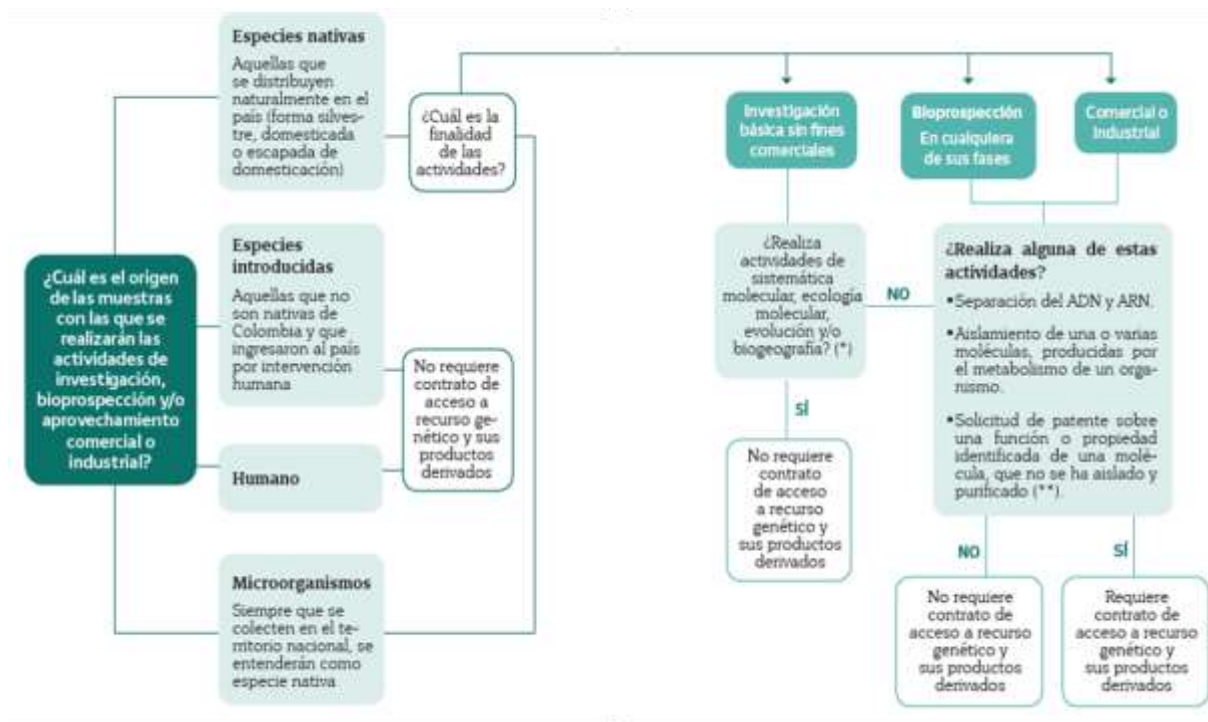 ¿Cuál es el origen
de las muestras
con las que se
realizarán las
actividades de
investigación,
bioprospección y/o
aprovechamiento
comercial o
industrial?
Especies nativas
Aquellas que
se distribuyen
naturalmente en el
país (forma silves-
tre, domesticada
o escapada de
domesticación)
Especies
introducidas
Aquellas que no
son nativas de
Colombia y que
ingresaron al país
por intervención
humana
Humano
Microorganismos
Siempre que se
colecten en el te-
rritorio nacional, se
entenderán como
especie nativa
¿Cuál es la
finalidad
de las
actividades?
No requiere
contrato de
acceso a
recurso ge-
nético y sus
productos
derivados
Investigación
básica sin fines
comerciales
Bioprospección
En cualquiera
de sus fases
Comercial o
industrial
¿Realiza
actividades de
sistemática
molecular, ecología
molecular,
evolución y/o
biogeografía? (*)
NO
SÍ
No requiere
contrato
de acceso
a recurso
genético y
sus productos
derivados
¿Realiza alguna de estas
actividades?
•Separación del ADN y ARN.
•Aislamiento de una o varias
moléculas, producidas por
el metabolismo de un orga-
nismo.
•Solicitud de patente sobre
una función o propiedad
identificada de una molé-
cula, que no se ha aislado y
purificado (**).
NO
SÍ
No requiere
contrato de
acceso a recurso
genético y
sus productos
derivados
Requiere
contrato de
acceso a recurso
genético y
sus productos
derivados